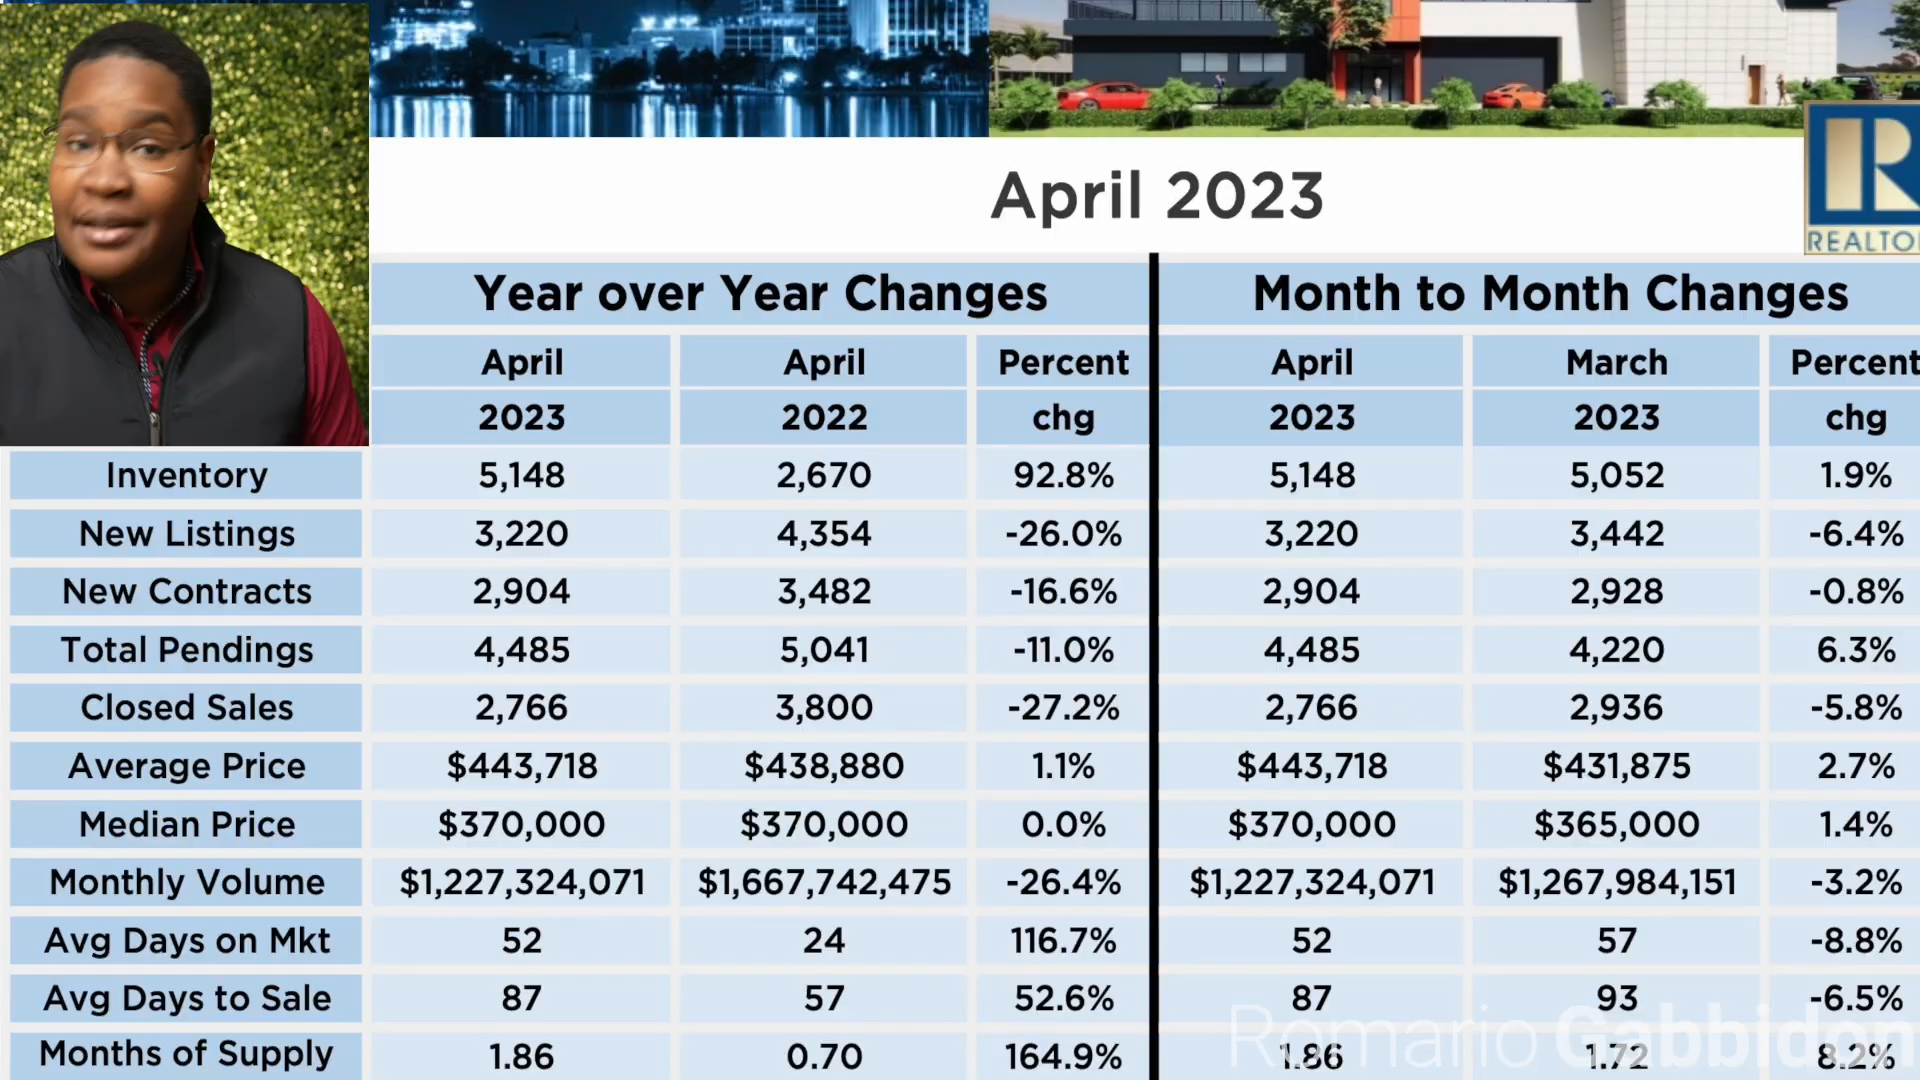 April 2023
REALTO
Year over Year Changes Month to Month Changes
April April Percent April March Percent
2023 2022 chg 2023 2023 chg
Inventory 5,148 2,670 92.8% 5,148 5,052 1.9%
New Listings 3,220 4,354 -26.0% 3,220 3,442 -6.4%
New Contracts 2,904 3,482 -16.6% 2,904 2,928 -0.8%
Total Pendings 4,485 5,041 -11.0% 4,485 4,220 6.3%
Closed Sales 2,766 3,800 -27.2% 2,766 2,936 -5.8%
Average Price $443,718 $438,880 1.1% $443,718 $431,875 2.7%
Median Price $370,000 $370,000 0.0% $370,000 $365,000 1.4%
Monthly Volume $1,227,324,071 $1,667,742,475 -26.4% $1,227,324,071 $1,267,984,151 -3.2%
Avg Days on Mkt 52 24 116.7% 52 57 -8.8%
Avg Days to Sale 87 57 52.6% 87 93 -6.5%
Months of Supply 1.86 0.70 164.9% 1.86 1.72 8.2%
Romario Gabbidon